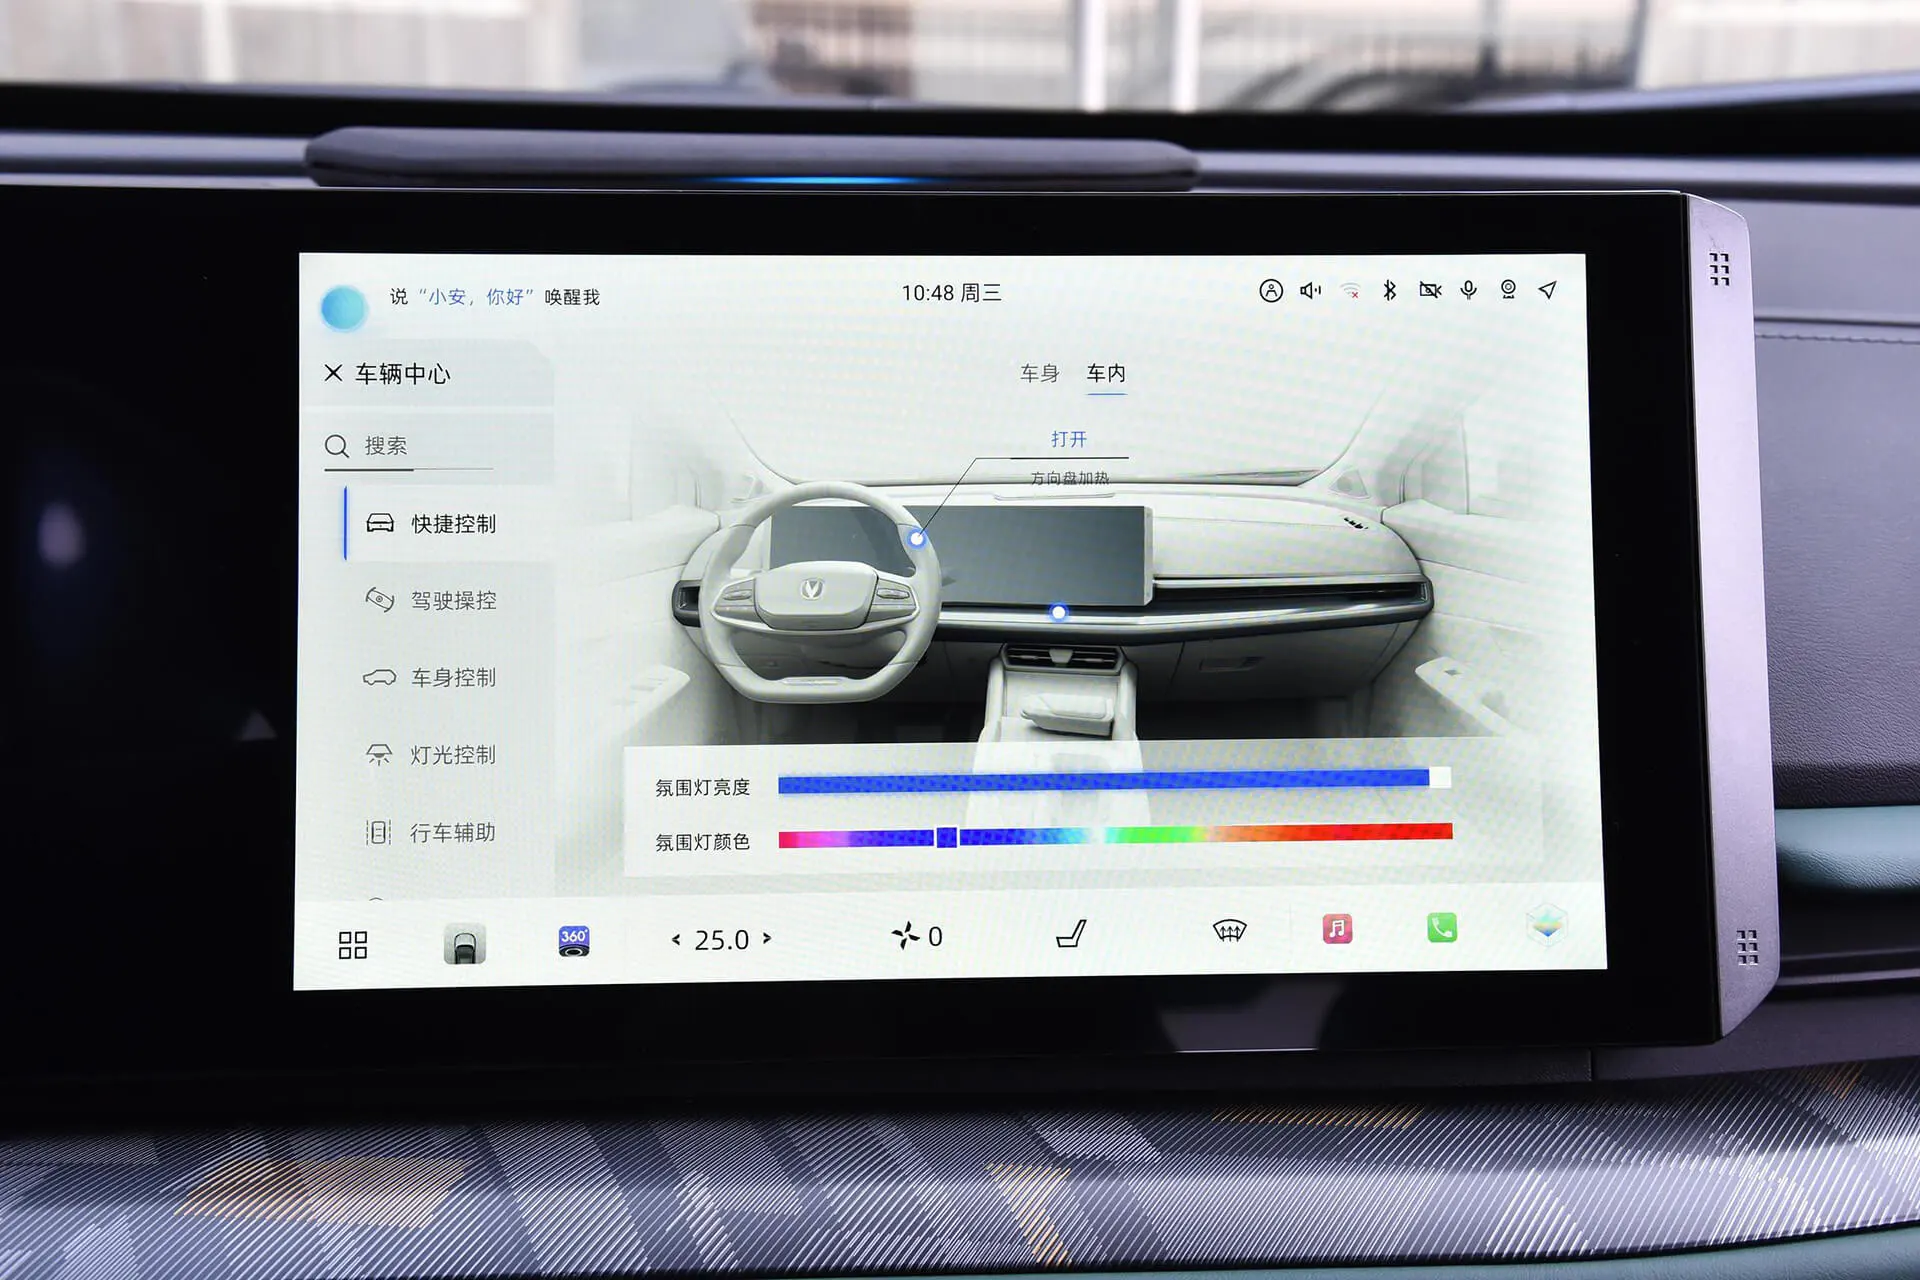 说“小安，你好”唤醒我
10:48 周三
车辆中心
车身 车内
搜索
打开
方向盘加热
快捷控制
驾驶操控
车身控制
灯光控制
行车辅助
氛围灯亮度
氛围灯颜色
360°
< 25.0 >
0